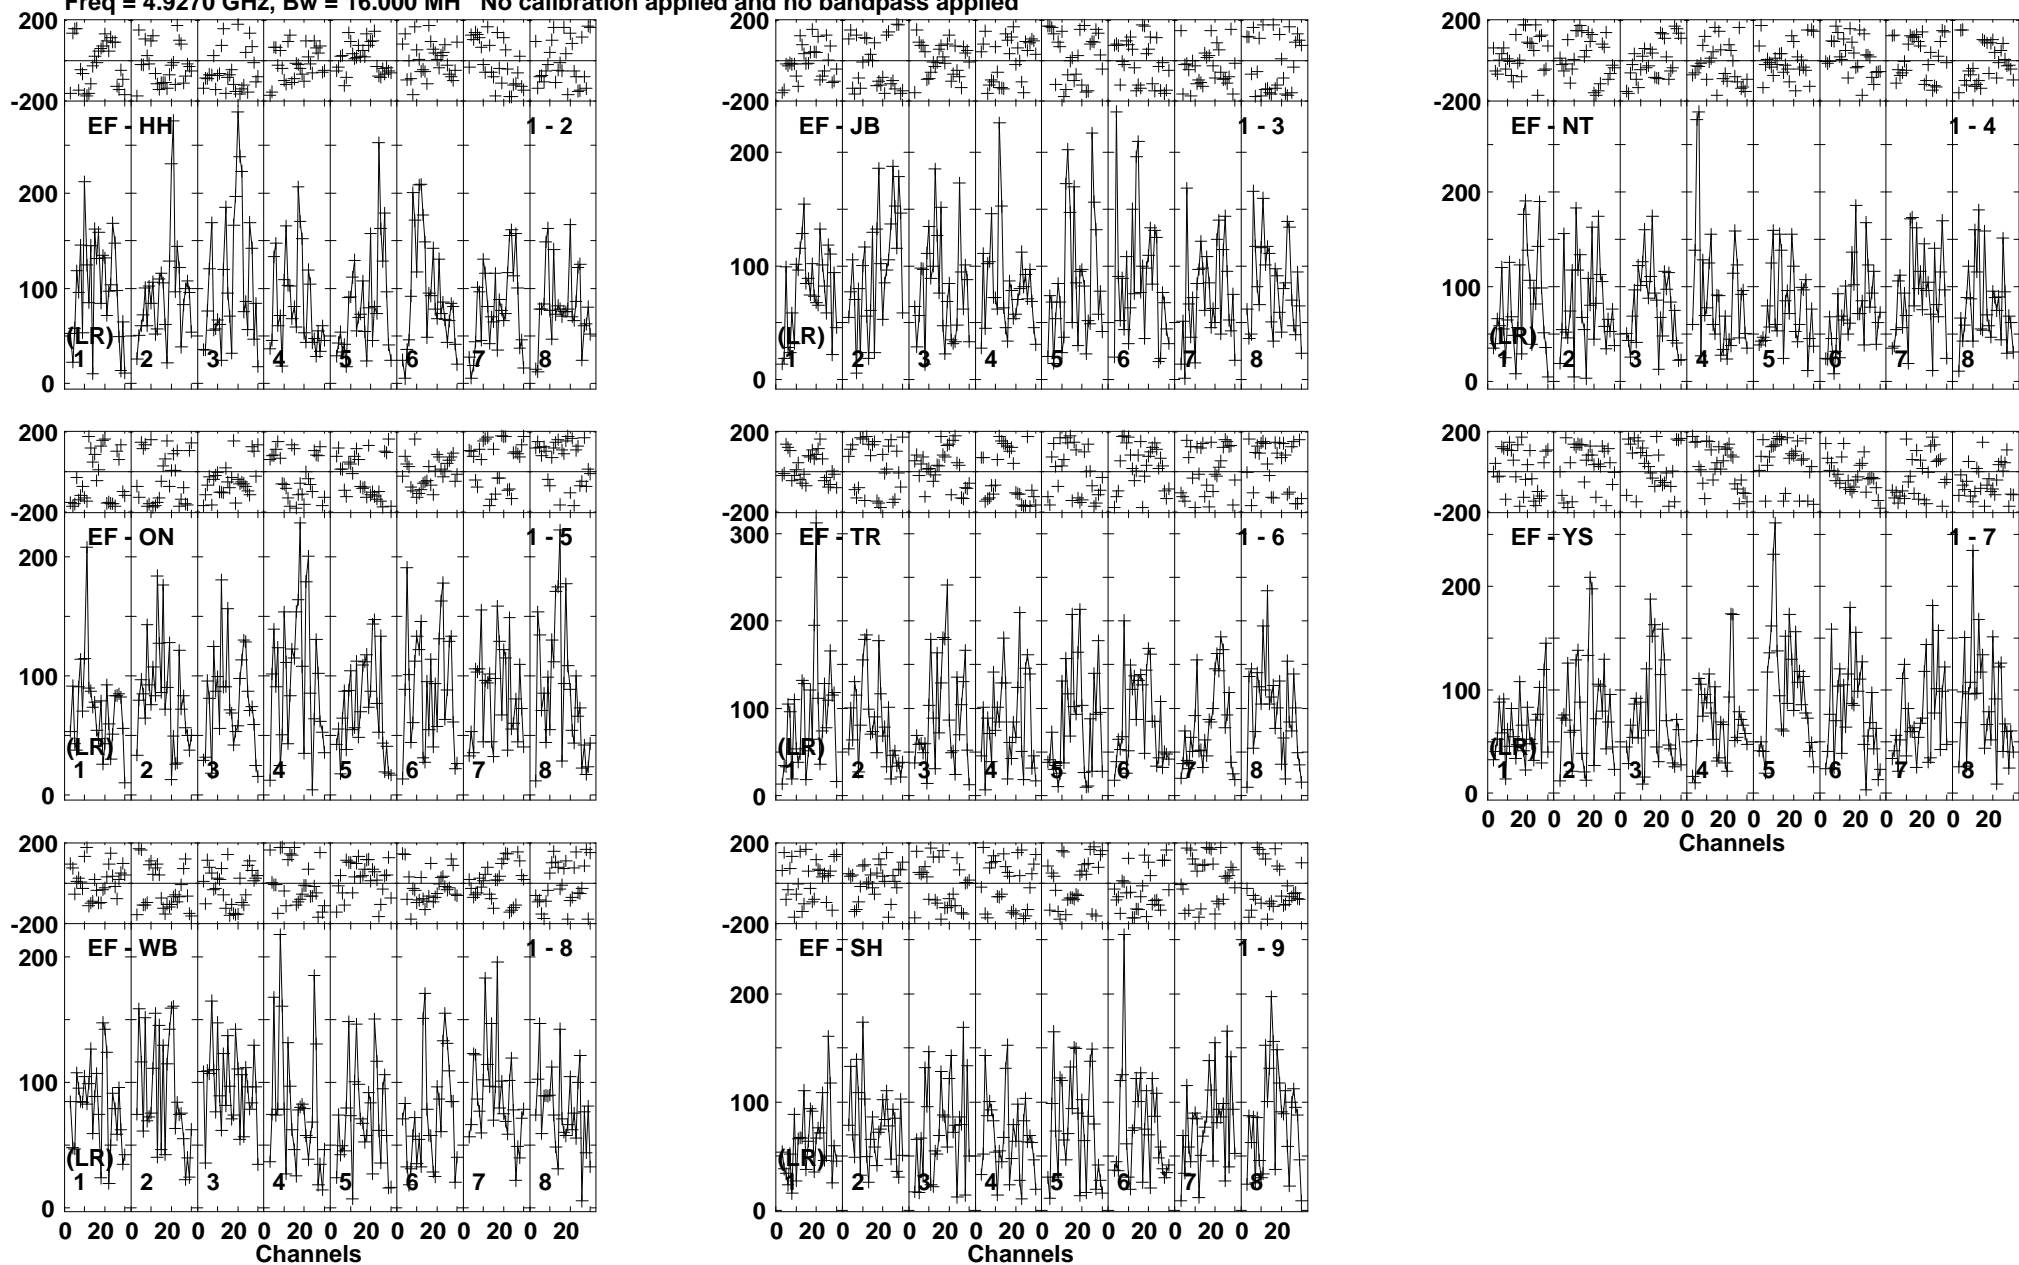 Freq = 4.9270 GHz, Bw = 16.000 MH No calibration applied and no bandpass applied
200
-200
EF - HH 1 - 2
200
100
0
(LR)
1 2 3 4 5 6 7 8
200
-200
EF - JB 1 - 3
200
100
0
(LR)
1 2 3 4 5 6 7 8
200
-200
EF - NT 1 - 4
200
100
0
(LR)
1 2 3 4 5 6 7 8
200
-200
EF - ON 1 - 5
200
100
0
(LR)
1 2 3 4 5 6 7 8
200
-200
EF - TR 1 - 6
300
200
100
0
(LR)
1 2 3 4 5 6 7 8
200
-200
EF - YS 1 - 7
200
100
0
(LR)
1 2 3 4 5 6 7 8
0 20 0 20 0 20 0 20 0 20 0 20 0 20 0 20
Channels
200
-200
EF - WB 1 - 8
200
100
0
(LR)
1 2 3 4 5 6 7 8
0 20 0 20 0 20 0 20 0 20 0 20 0 20 0 20
Channels
200
-200
EF - SH 1 - 9
200
100
0
(LR)
1 2 3 4 5 6 7 8
0 20 0 20 0 20 0 20 0 20 0 20 0 20 0 20
Channels